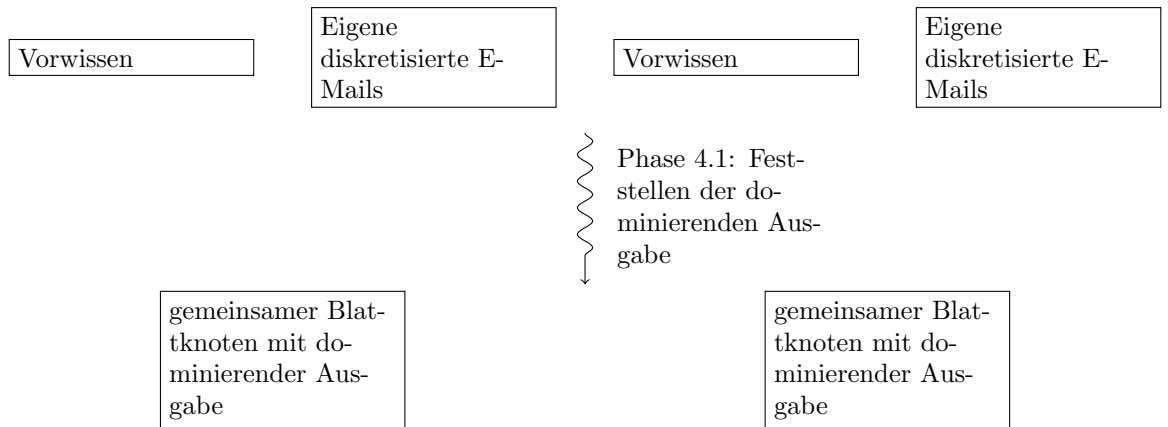 Vorwissen
Eigene
diskretisierte E-
Mails
Vorwissen
Eigene
diskretisierte E-
Mails
Phase 4.1: Fest-
stellen der do-
minierenden Aus-
gabe
gemeinsamer Blat-
tknoten mit do-
minierender Aus-
gabe
gemeinsamer Blat-
tknoten mit do-
minierender Aus-
gabe